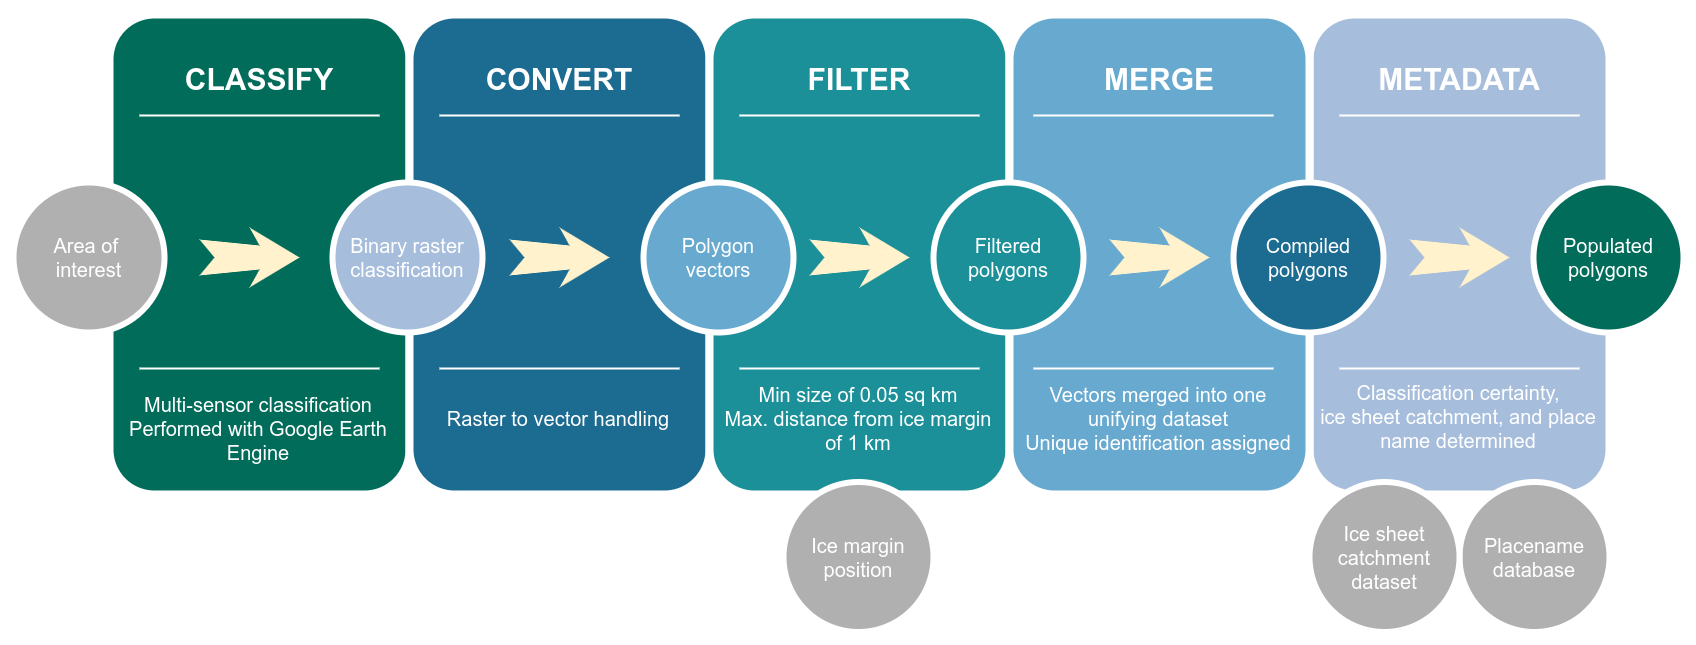 CLASSIFY
CONVERT
FILTER
MERGE
METADATA
Area of
interest
Binary raster
classification
Polygon
vectors
Filtered
polygons
Compiled
polygons
Populated
polygons
Multi-sensor classification
Performed with Google Earth
Engine
Raster to vector handling
Min size of 0.05 sq km
Max. distance from ice margin
of 1 km
Vectors merged into one
unifying dataset
Unique identification assigned
Classification certainty,
ice sheet catchment, and place
name determined
Ice margin
position
Ice sheet
catchment
dataset
Placename
database